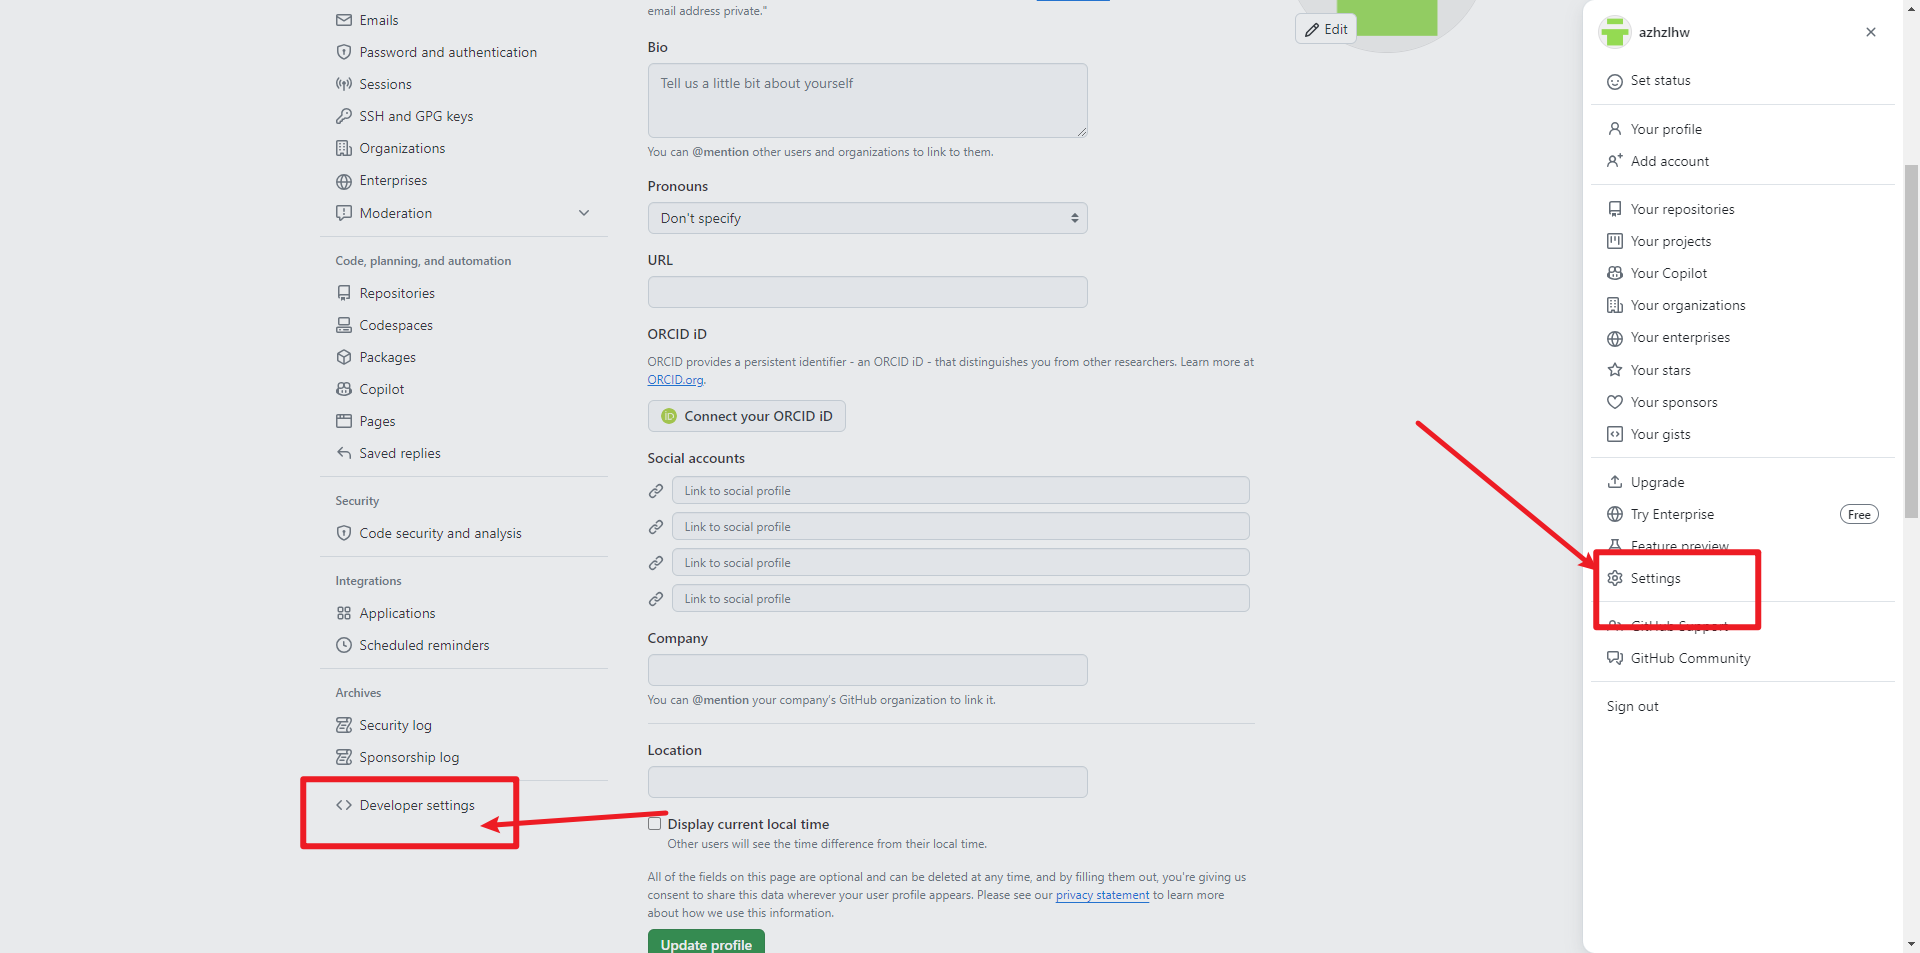 Emails
Password and authentication
Sessions
SSH and GPG keys
Organizations
Enterprises
Moderation
Code, planning, and automation
Repositories
Codespaces
Packages
Copilot
Pages
Saved replies
Security
Code security and analysis
Integrations
Applications
Scheduled reminders
Archives
Security log
Sponsorship log
Developer settings
email address private."
Edit
Bio
Tell us a little bit about yourself
You can @mention other users and organizations to link to them.
Pronouns
Don't specify
URL
ORCID iD
ORCID provides a persistent identifier - an ORCID iD - that distinguishes you from other researchers. Learn more at
ORCID.org.
iD Connect your ORCID iD
Social accounts
Link to social profile
Link to social profile
Link to social profile
Link to social profile
Company
You can @mention your company's GitHub organization to link it.
Location
Display current local time
Other users will see the time difference from their local time.
All of the fields on this page are optional and can be deleted at any time, and by filling them out, you're giving us
consent to share this data wherever your user profile appears. Please see our privacy statement to learn more
about how we use this information.
Update profile
azhzlhw
Set status
Your profile
Add account
Your repositories
Your projects
Your Copilot
Your organizations
Your enterprises
Your stars
Your sponsors
Your gists
Upgrade
Try Enterprise Free
Feature preview
Settings
GitHub Support
GitHub Community
Sign out